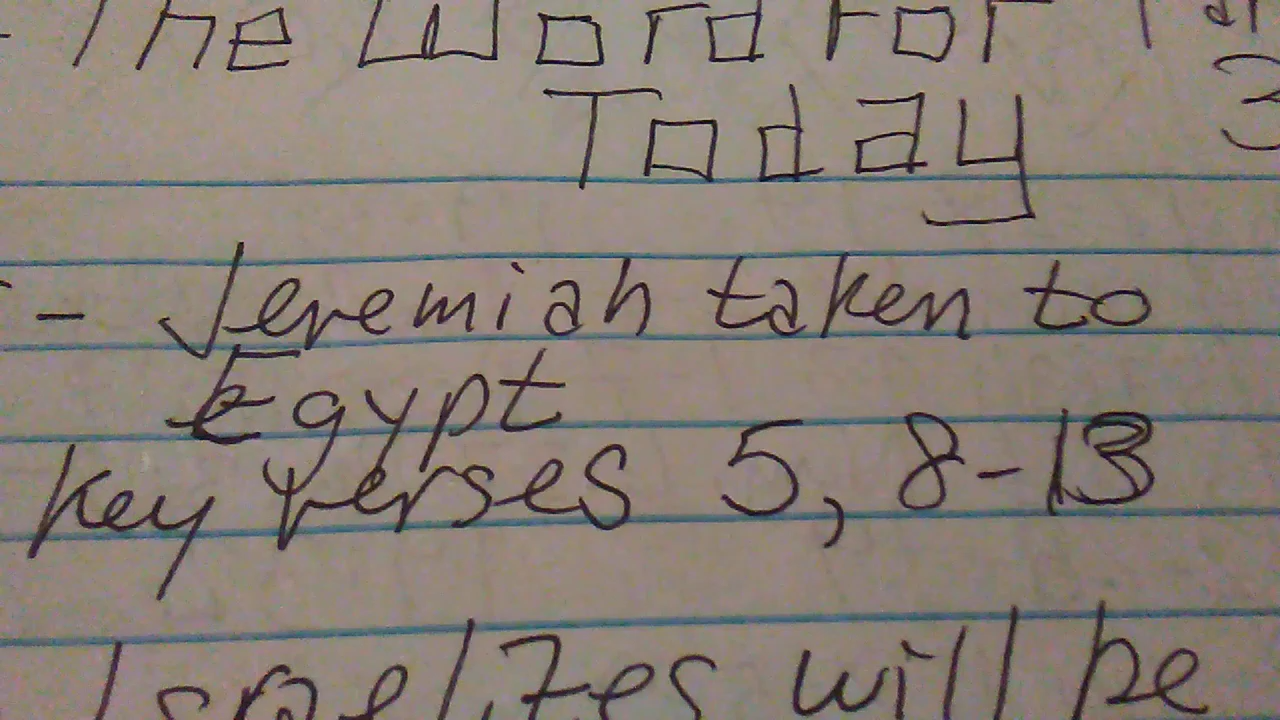 - The Word For
Today
- Jeremiah taken to
Egypt
Key verses 5, 8-13
Israelites will be